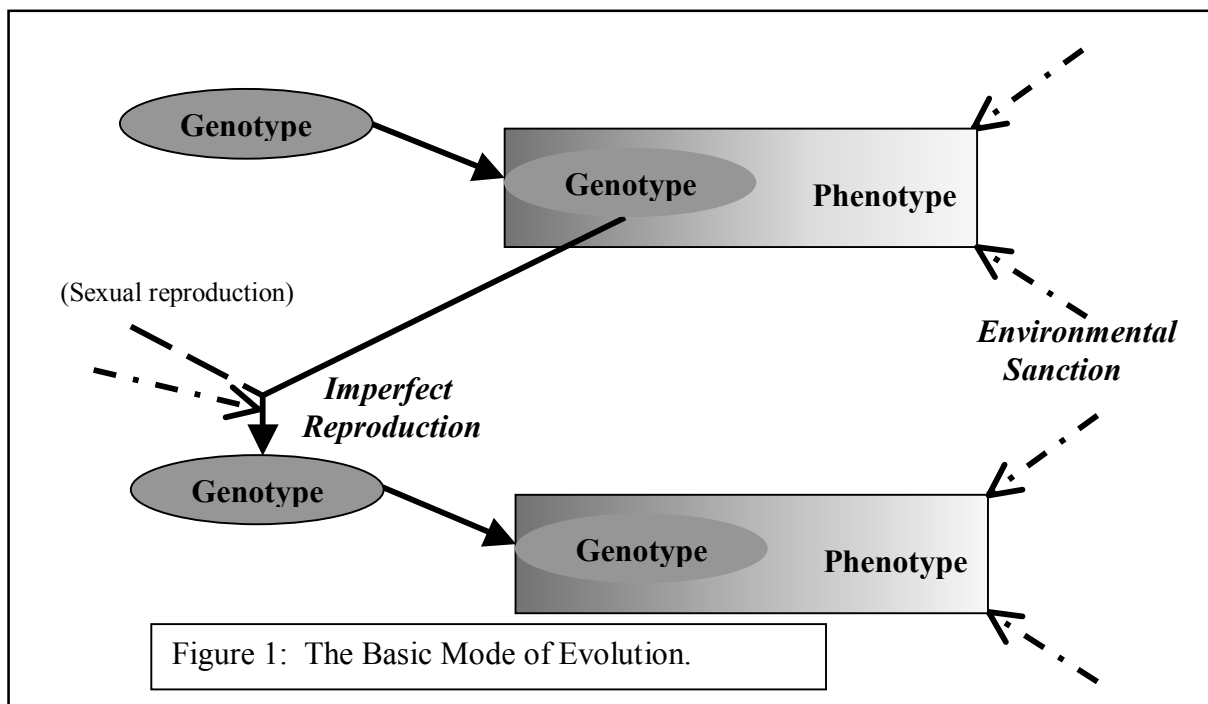 Genotype
Genotype
Phenotype
(Sexual reproduction)
Environmental
Sanction
Imperfect
Reproduction
Genotype
Genotype
Phenotype
Figure 1: The Basic Mode of Evolution.